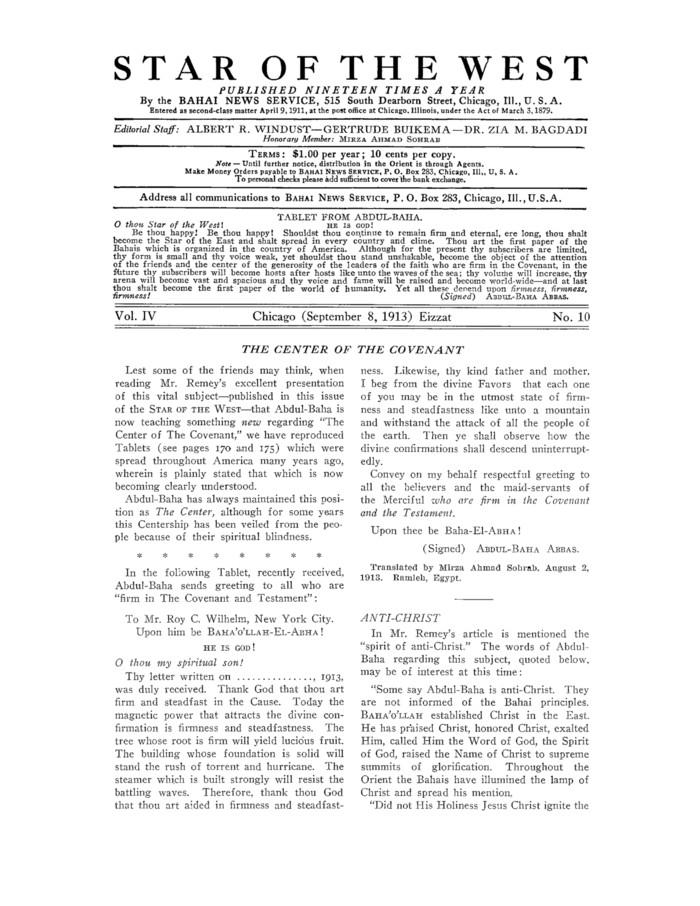 STAR OF THE WEST
PUBLISHED NINETEEN TIMES A YEAR
By the BAHAI NEWS SERVICE, 515 South Dearborn Street, Chicago, Ill., U. S. A.
Entered as second-class matter April 9, 1911, at the post office at Chicago, Illinois, under the Act of March 3, 1879.
Editorial Staff: ALBERT R. WINDUST—GERTRUDE BUIKEMA—DR. ZIA M. BAGDADI
Honorary Member: MIRZA AHMAD SOHRAB
TERMS: $1.00 per year; 10 cents per copy.
Note — Until further notice, distribution in the Orient is through Agents.
Make Money Orders payable to BAHAI NEWS SERVICE, P. O. Box 283, Chicago, Ill., U. S. A.
To personal checks please add sufficient to cover the bank exchange.
Address all communications to BAHAI NEWS SERVICE, P. O. Box 283, Chicago, Ill., U.S.A.
TABLET FROM ABDUL-BAHA.
O thou Star of the West! HE IS GOD!
Be thou happy! Be thou happy! Shouldst thou continue to remain firm and eternal, ere long, thou shalt
become the Star of the East and shalt spread in every country and clime. Thou art the first paper of the
Bahais which is organized in the country of America. Although for the present thy subscribers are limited,
thy form is small and thy voice weak, yet shouldst thou stand unshakable, become the object of the attention
of the friends and the center of the generosity of the leaders of the faith who are firm in the Covenant, in the
future thy subscribers will become hosts after hosts like unto the waves of the sea; thy volume will increase, thy
arena will become vast and spacious and thy voice and fame will be raised and become world-wide—and at last
thou shalt become the first paper of the world of humanity. Yet all these depend upon firmness, firmness,
firmness! (Signed) ABDUL-BAHA ABBAS.
Vol. IV Chicago (September 8, 1913) Eizzat No. 10
THE CENTER OF THE COVENANT
Lest some of the friends may think, when
reading Mr. Remey's excellent presentation
of this vital subject—published in this issue
of the STAR OF THE WEST—that Abdul-Baha is
now teaching something new regarding "The
Center of The Covenant," we have reproduced
Tablets (see pages 170 and 175) which were
spread throughout America many years ago,
wherein is plainly stated that which is now
becoming clearly understood.
Abdul-Baha has always maintained this posi-
tion as The Center, although for some years
this Centership has been veiled from the peo-
ple because of their spiritual blindness.
* * * * * * * *
In the following Tablet, recently received,
Abdul-Baha sends greeting to all who are
"firm in The Covenant and Testament":
To Mr. Roy C. Wilhelm, New York City.
Upon him be BAHA'O'LLAH-EL-ABHA!
HE IS GOD!
O thou my spiritual son!
Thy letter written on ..............., 1913,
was duly received. Thank God that thou art
firm and steadfast in the Cause. Today the
magnetic power that attracts the divine con-
firmation is firmness and steadfastness. The
tree whose root is firm will yield lucious fruit.
The building whose foundation is solid will
stand the rush of torrent and hurricane. The
steamer which is built strongly will resist the
battling waves. Therefore, thank thou God
that thou art aided in firmness and steadfast-
ness. Likewise, thy kind father and mother.
I beg from the divine Favors that each one
of you may be in the utmost state of firm-
ness and steadfastness like unto a mountain
and withstand the attack of all the people of
the earth. Then ye shall observe how the
divine confirmations shall descend uninterrupt-
edly.
Convey on my behalf respectful greeting to
all the believers and the maid-servants of
the Merciful who are firm in the Covenant
and the Testament.
Upon thee be Baha-El-ABHA!
(Signed) ABDUL-BAHA ABBAS.
Translated by Mirza Ahmad Sohrab, August 2,
1913. Ramleh, Egypt.
ANTI-CHRIST
In Mr. Remey's article is mentioned the
"spirit of anti-Christ." The words of Abdul-
Baha regarding this subject, quoted below,
may be of interest at this time:
"Some say Abdul-Baha is anti-Christ. They
are not informed of the Bahai principles.
BAHA'O'LLAH established Christ in the East.
He has praised Christ, honored Christ, exalted
Him, called Him the Word of God, the Spirit
of God, raised the Name of Christ to supreme
summits of glorification. Throughout the
Orient the Bahais have illumined the lamp of
Christ and spread his mention.
"Did not His Holiness Jesus Christ ignite the